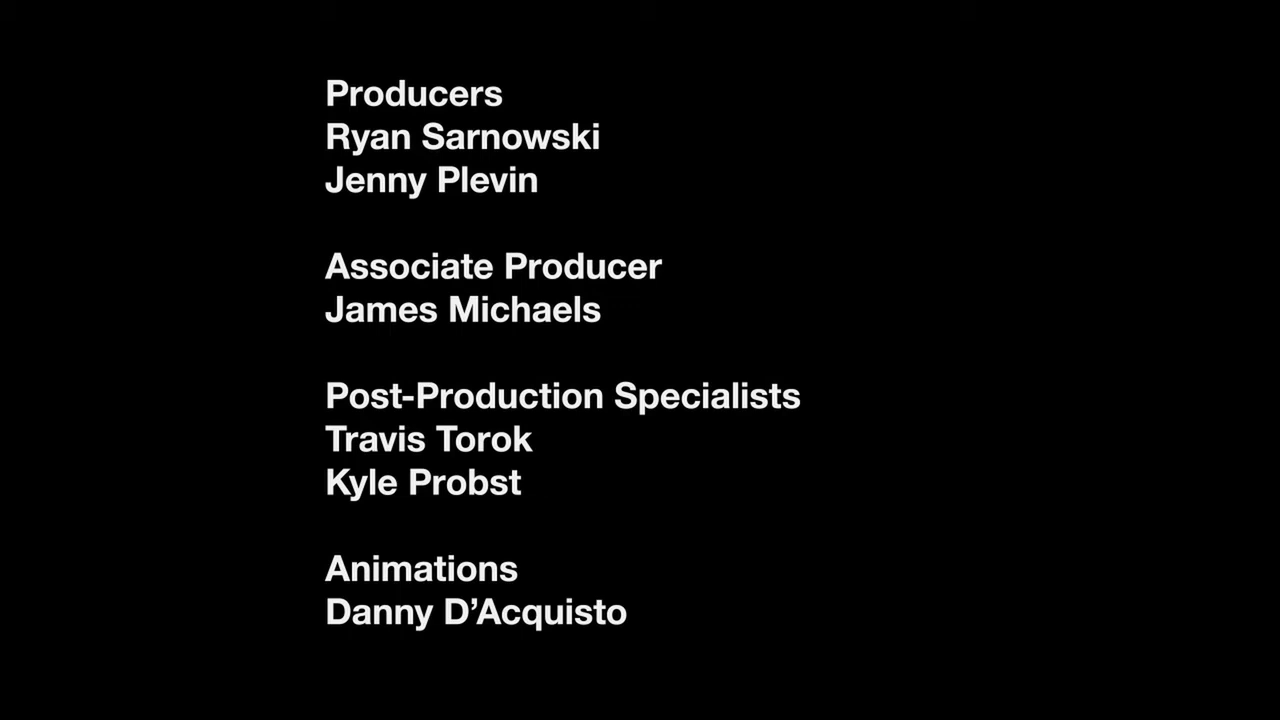 Producers
Ryan Sarnowski
Jenny Plevin
Associate Producer
James Michaels
Post-Production Specialists
Travis Torok
Kyle Probst
Animations
Danny D’Acquisto